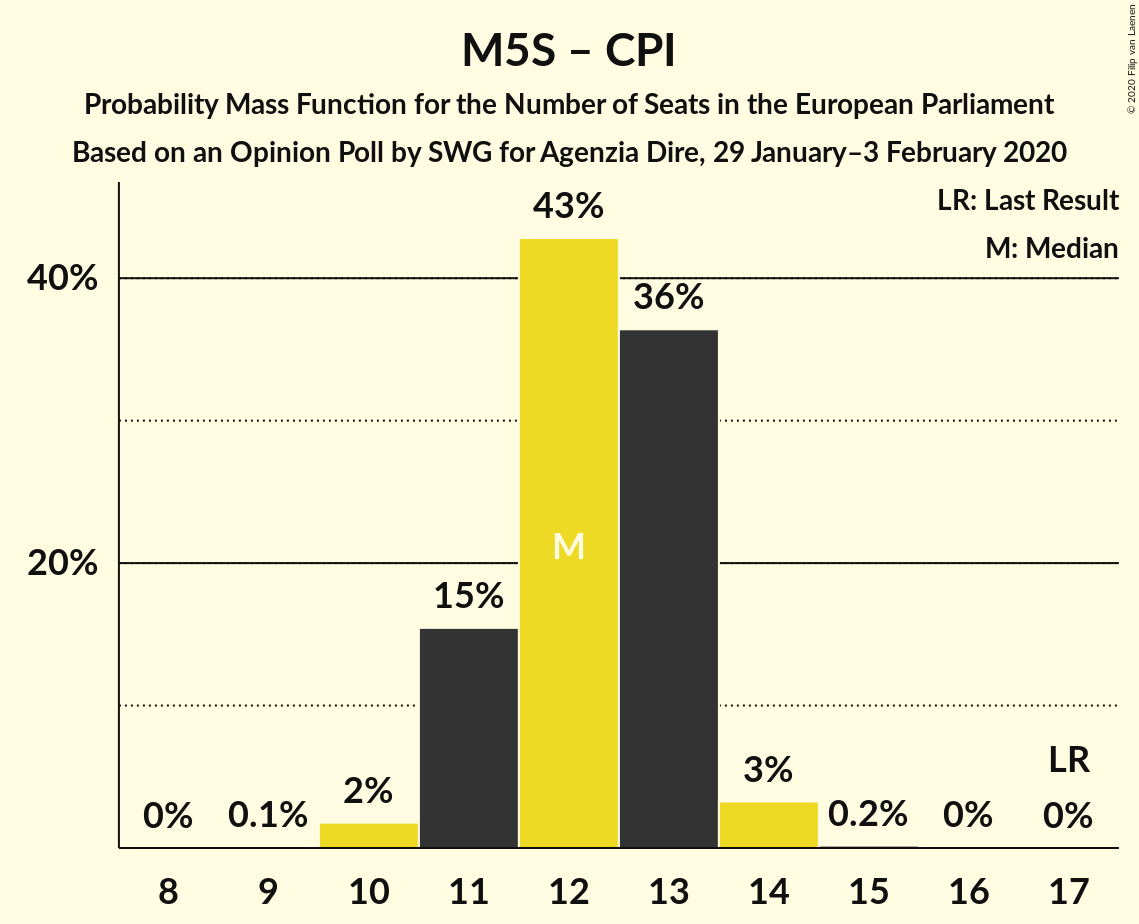 M5S – CPI
Probability Mass Function for the Number of Seats in the European Parliament
Based on an Opinion Poll by SWG for Agenzia Dire, 29 January–3 February 2020
© 2020 Filip van Laenen
LR: Last Result
M: Median
40%
20%
0%
0.1%
2%
15%
43%
M
36%
3%
0.2%
0%
LR
0%
8 9 10 11 12 13 14 15 16 17